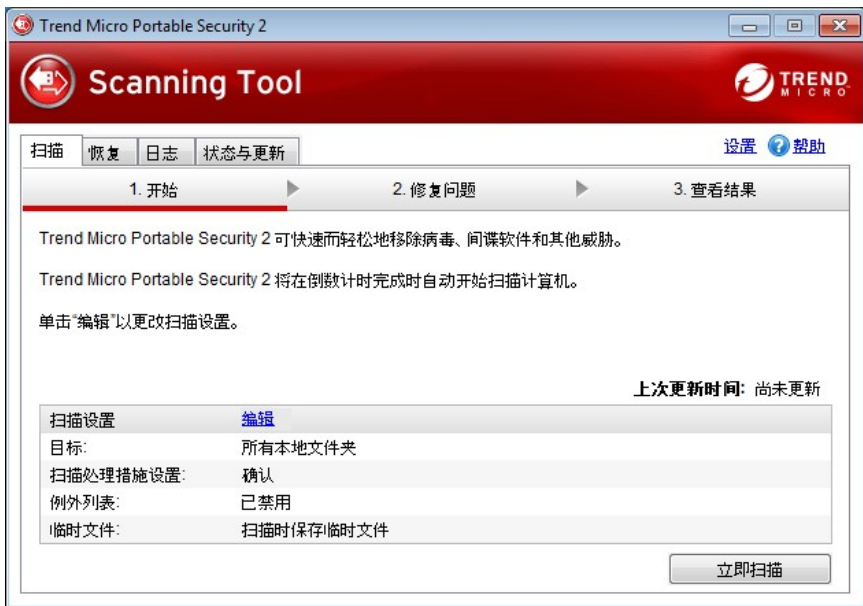 Trend Micro Portable Security 2
Scanning Tool
TREND
MICRO
扫描 恢复 日志 状态与更新 设置 帮助
1. 开始 2. 修复问题 3. 查看结果
Trend Micro Portable Security 2 可快速而轻松地移除病毒、间谍软件和其他威胁。
Trend Micro Portable Security 2 将在倒数计时完成时自动开始扫描计算机。
单击“编辑”以更改扫描设置。
上次更新时间: 尚未更新
扫描设置 编辑
目标: 所有本地文件夹
扫描处理措施设置: 确认
例外列表: 已禁用
临时文件: 扫描时保存临时文件
立即扫描